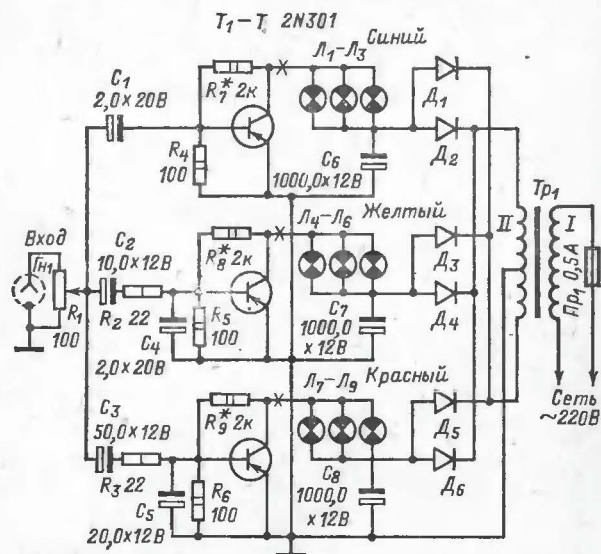 T₁–T 2N301
Синий
Л₁–Л₃
C₁
2,0×20В
R₇* 2к
R₄
100
C₆
1000,0×12В
Д₁
Д₂
Желтый
Л₄–Л₆
Вход
Гн₁
R₁
100
C₂
10,0×12В
R₂ 22
C₄
2,0×20В
R₈* 2к
R₅
100
C₇
1000,0
×12В
Д₃
Д₄
Тр₁
II
I
Пр₁ 0,5А
Сеть
~220В
Красный
Л₇–Л₉
C₃
50,0×12В
R₃ 22
C₅
20,0×12В
R₉* 2к
R₆
100
C₈
1000,0
×12В
Д₅
Д₆